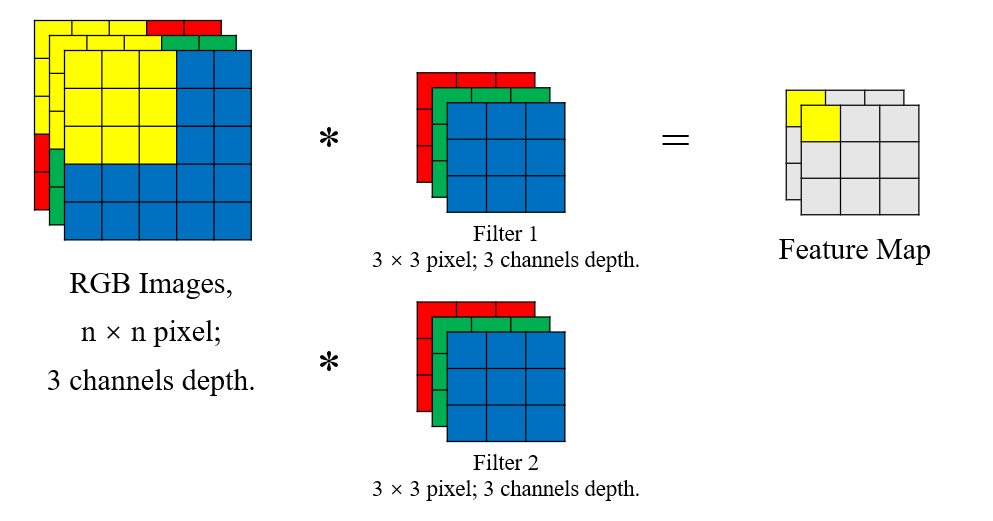 *
=
Filter 1
3 × 3 pixel; 3 channels depth.
Feature Map
RGB Images,
n × n pixel;
3 channels depth.
*
Filter 2
3 × 3 pixel; 3 channels depth.